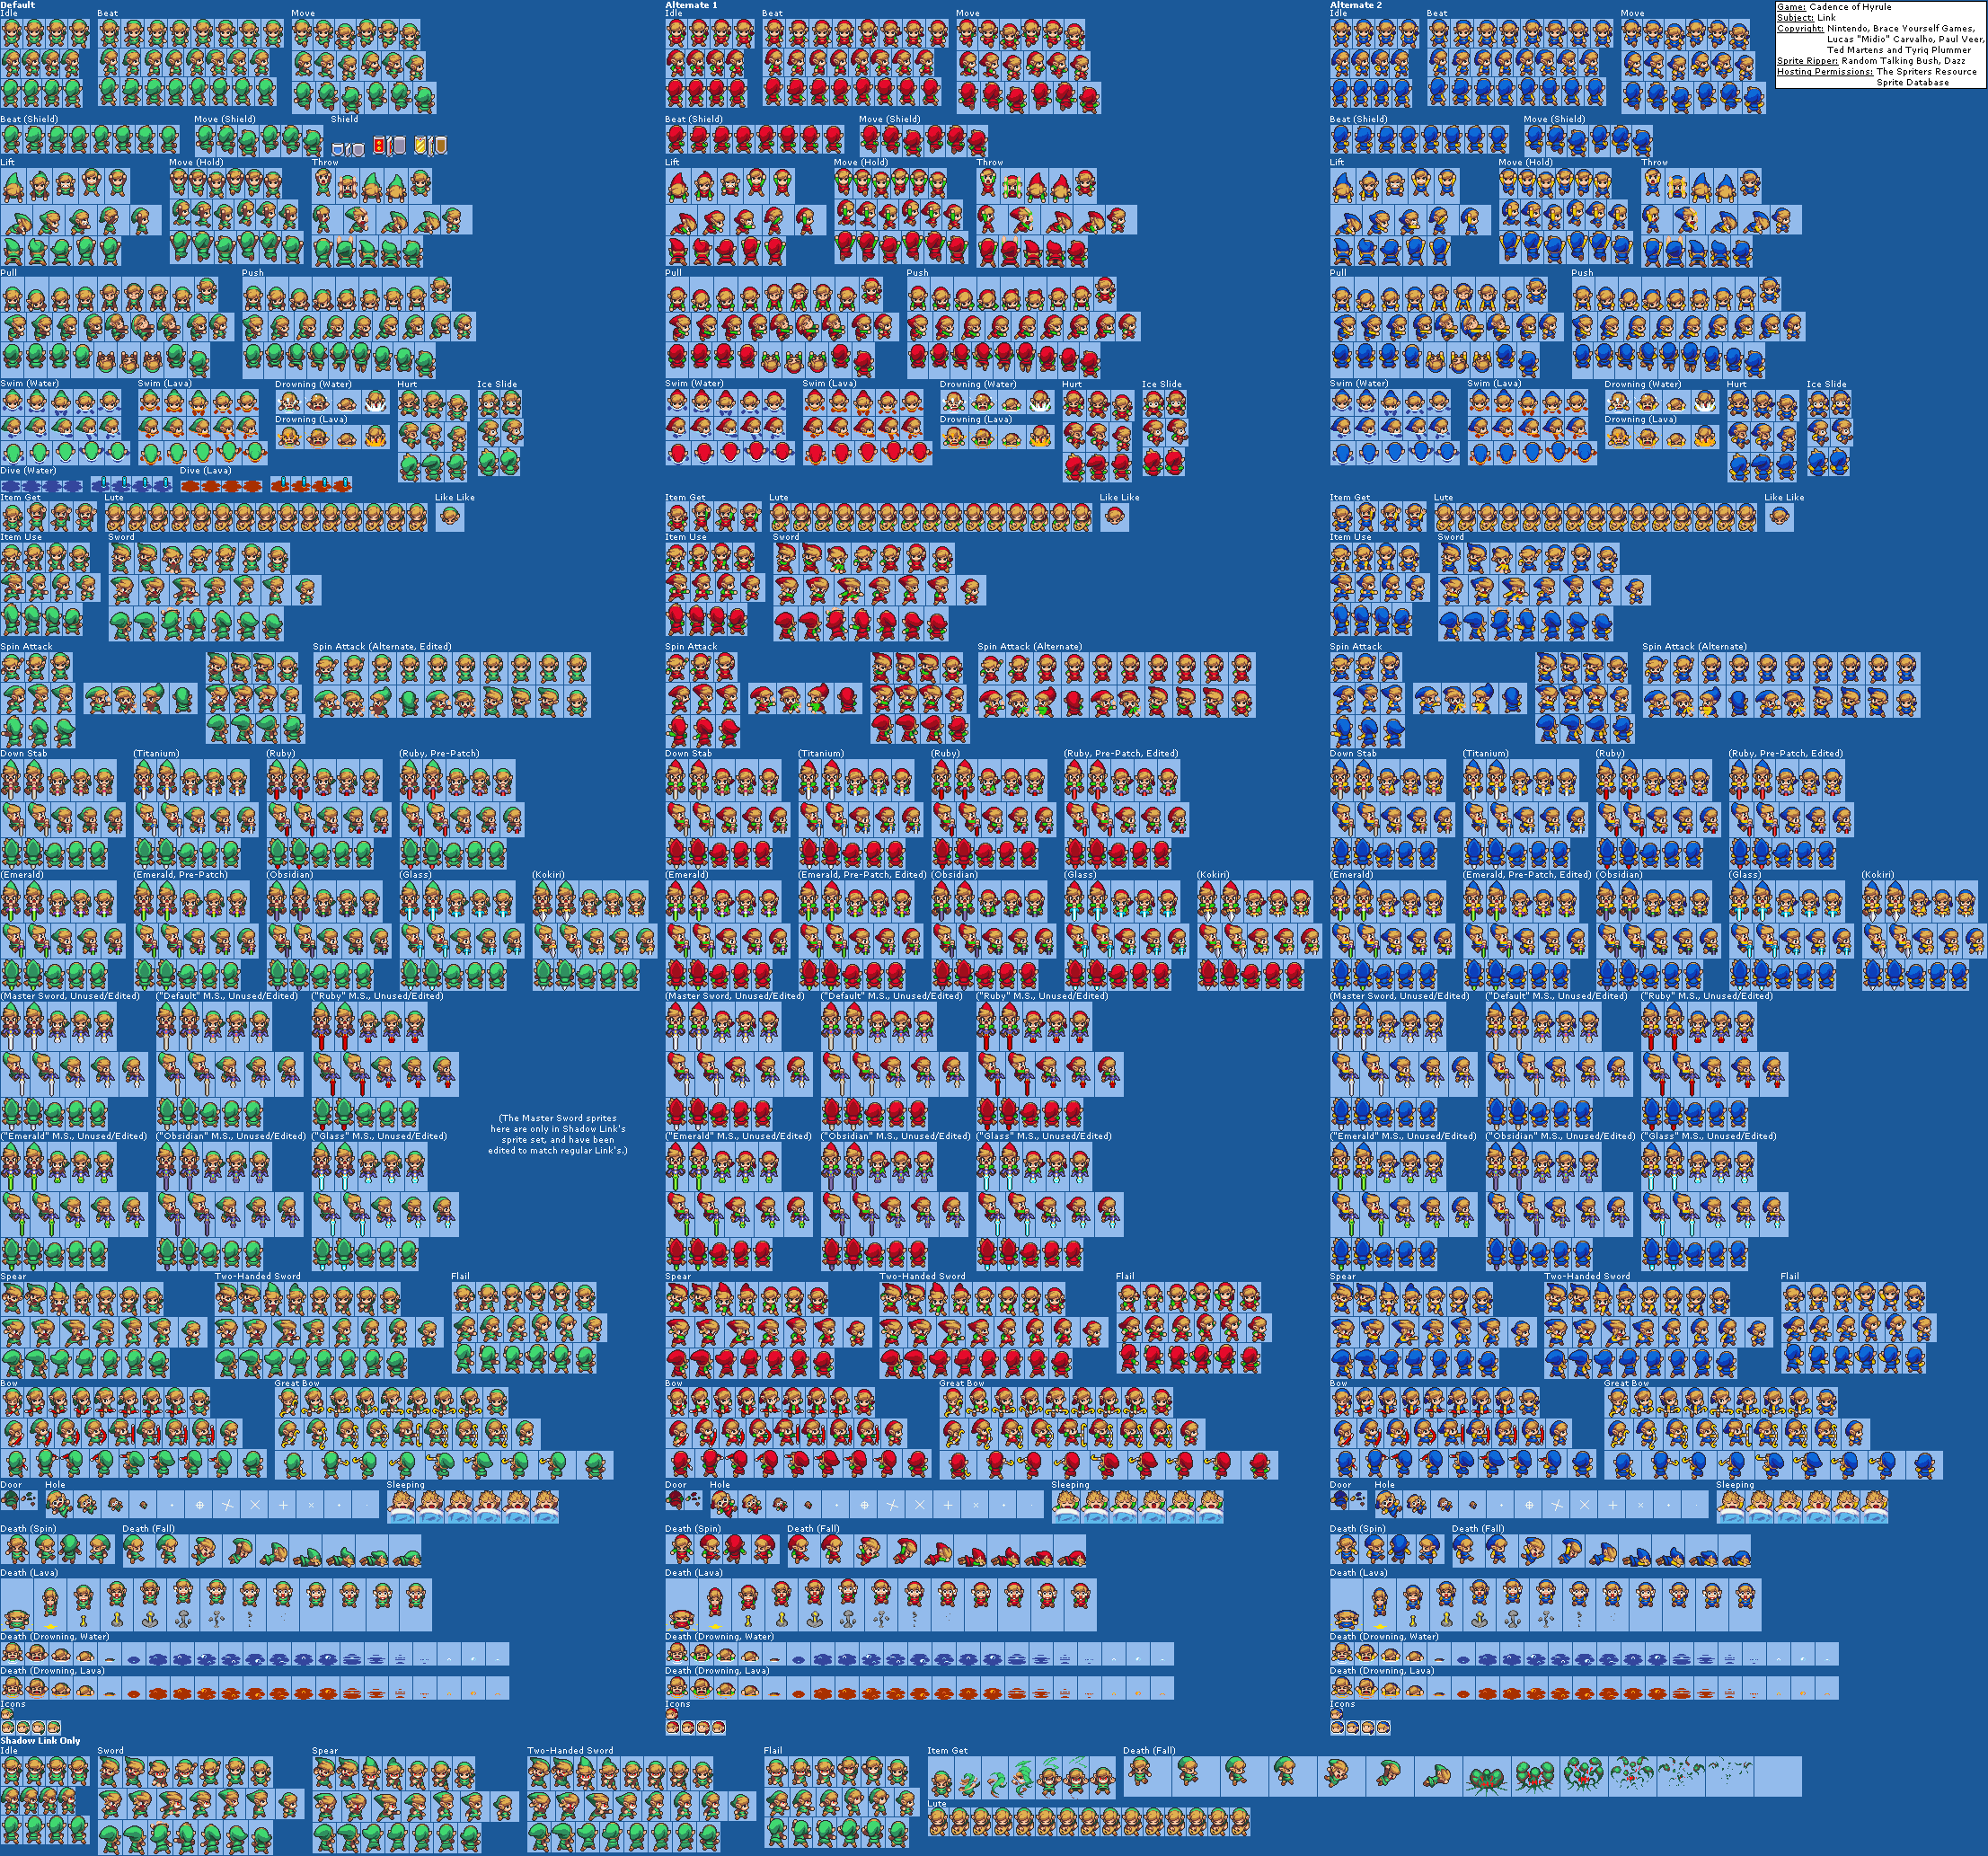 Default Alternate 1 Alternate 2
Idle Beat Move Idle Beat Move Idle Beat Move
Game: Cadence of Hyrule
Subject: Link
Copyright: Nintendo, Brace Yourself Games,
Lucas "Midio" Carvalho, Paul Veer,
Ted Martens and Tyriq Plummer
Sprite Ripper: Random Talking Bush, Dazz
Hosting Permissions: The Spriters Resource
Sprite Database
Beat (Shield) Move (Shield) Shield Beat (Shield) Move (Shield) Beat (Shield) Move (Shield)
Lift Move (Hold) Throw Lift Move (Hold) Throw Lift Move (Hold) Throw
Pull Push Pull Push Pull Push
Swim (Water) Swim (Lava) Drowning (Water) Hurt Ice Slide Swim (Water) Swim (Lava) Drowning (Water) Hurt Ice Slide Swim (Water) Swim (Lava) Drowning (Water) Hurt Ice Slide
Drowning (Lava) Drowning (Lava) Drowning (Lava)
Dive (Water) Dive (Lava)
Item Get Lute Like Like Item Get Lute Like Like Item Get Lute Like Like
Item Use Sword Item Use Sword Item Use Sword
Spin Attack Spin Attack (Alternate, Edited) Spin Attack Spin Attack (Alternate) Spin Attack Spin Attack (Alternate)
Down Stab (Titanium) (Ruby) (Ruby, Pre-Patch) Down Stab (Titanium) (Ruby) (Ruby, Pre-Patch, Edited) Down Stab (Titanium) (Ruby) (Ruby, Pre-Patch, Edited)
(Emerald) (Emerald, Pre-Patch) (Obsidian) (Glass) (Kokiri) (Emerald) (Emerald, Pre-Patch, Edited) (Obsidian) (Glass) (Kokiri) (Emerald) (Emerald, Pre-Patch, Edited) (Obsidian) (Glass) (Kokiri)
(Master Sword, Unused/Edited) ("Default" M.S., Unused/Edited) ("Ruby" M.S., Unused/Edited) (Master Sword, Unused/Edited) ("Default" M.S., Unused/Edited) ("Ruby" M.S., Unused/Edited) (Master Sword, Unused/Edited) ("Default" M.S., Unused/Edited) ("Ruby" M.S., Unused/Edited)
(The Master Sword sprites
here are only in Shadow Link's
sprite set, and have been
edited to match regular Link's.)
("Emerald" M.S., Unused/Edited) ("Obsidian" M.S., Unused/Edited) ("Glass" M.S., Unused/Edited) ("Emerald" M.S., Unused/Edited) ("Obsidian" M.S., Unused/Edited) ("Glass" M.S., Unused/Edited) ("Emerald" M.S., Unused/Edited) ("Obsidian" M.S., Unused/Edited) ("Glass" M.S., Unused/Edited)
Spear Two-Handed Sword Flail Spear Two-Handed Sword Flail Spear Two-Handed Sword Flail
Bow Great Bow Bow Great Bow Bow Great Bow
Door Hole Sleeping Door Hole Sleeping Door Hole Sleeping
Death (Spin) Death (Fall) Death (Spin) Death (Fall) Death (Spin) Death (Fall)
Death (Lava) Death (Lava) Death (Lava)
Death (Drowning, Water) Death (Drowning, Water) Death (Drowning, Water)
Death (Drowning, Lava) Death (Drowning, Lava) Death (Drowning, Lava)
Icons Icons Icons
Shadow Link Only
Idle Sword Spear Two-Handed Sword Flail Item Get Death (Fall)
Lute